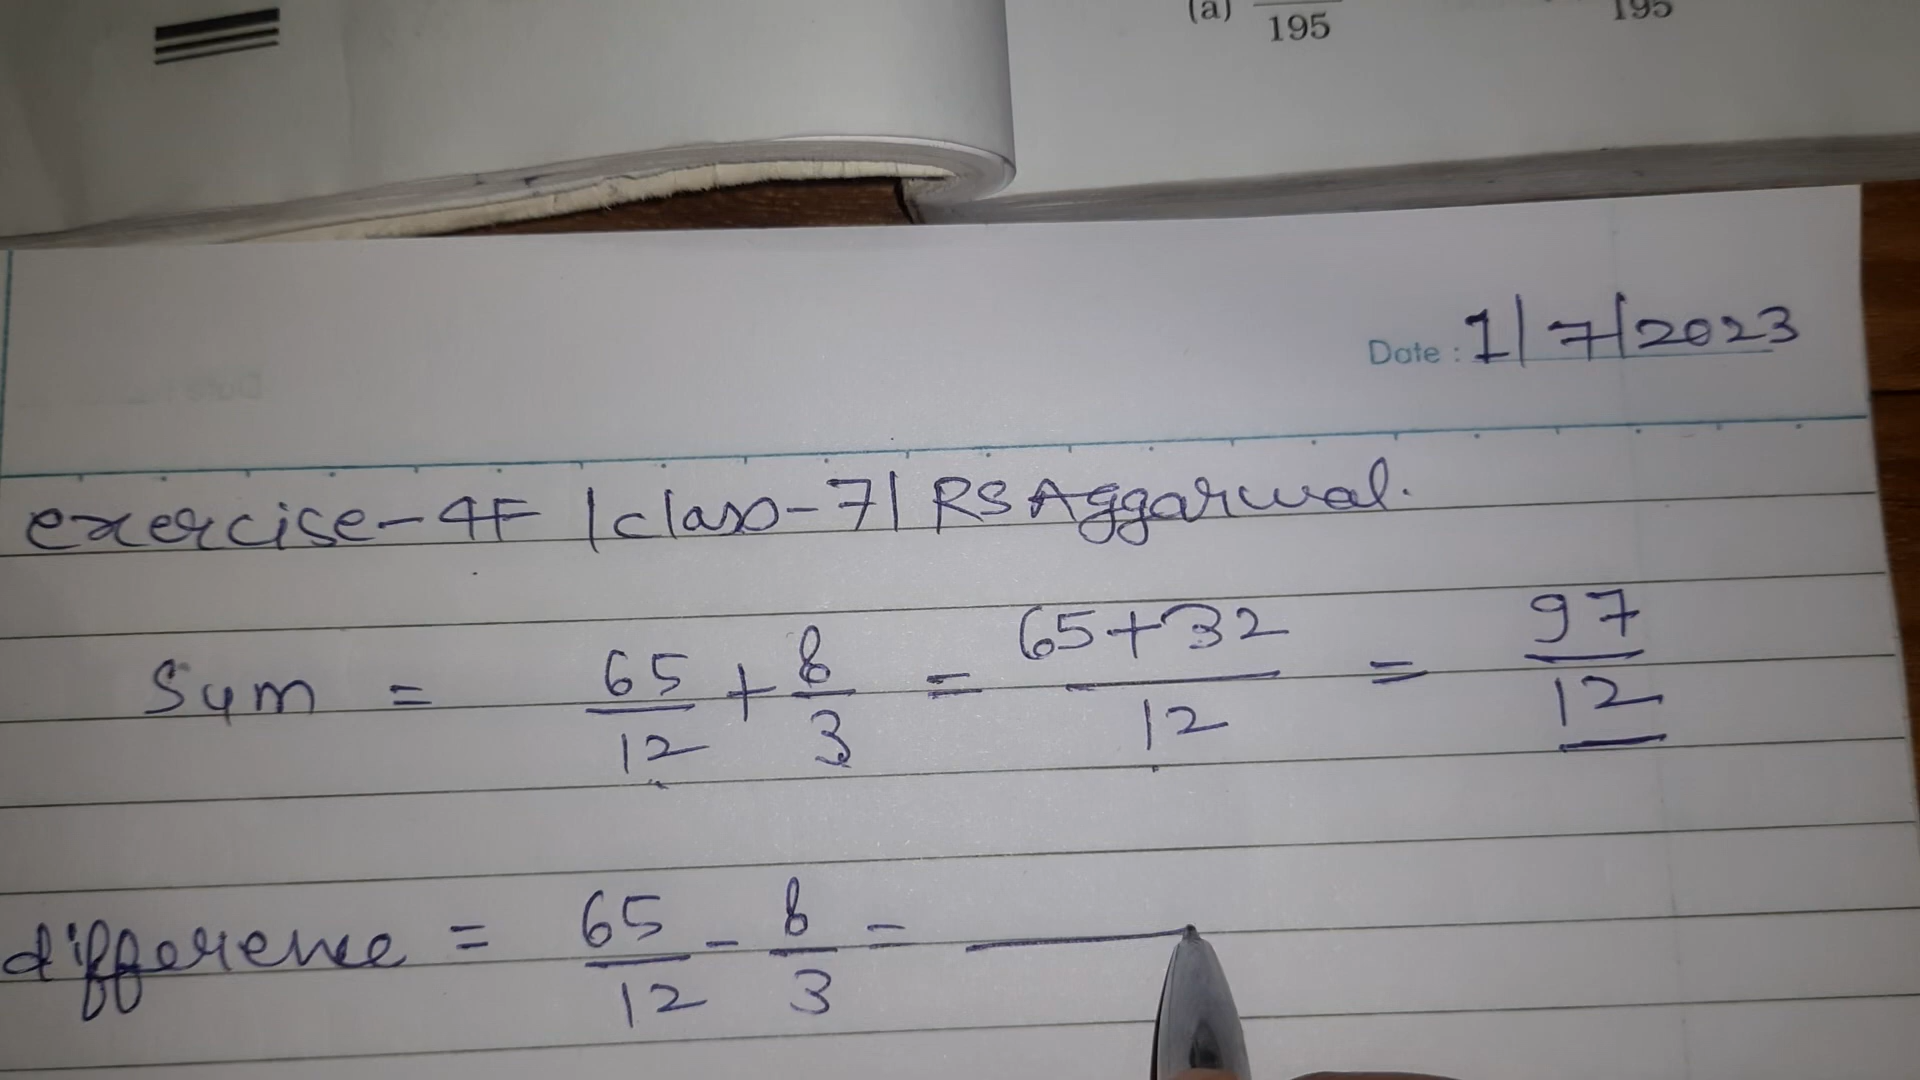 (a) 195 195
Date : 1/7/2023
exercise-4F /class-7/ RS Aggarwal.
Sum = 65/12 + 8/3 = 65+32/12 = 97/12
difference = 65/12 - 8/3 =